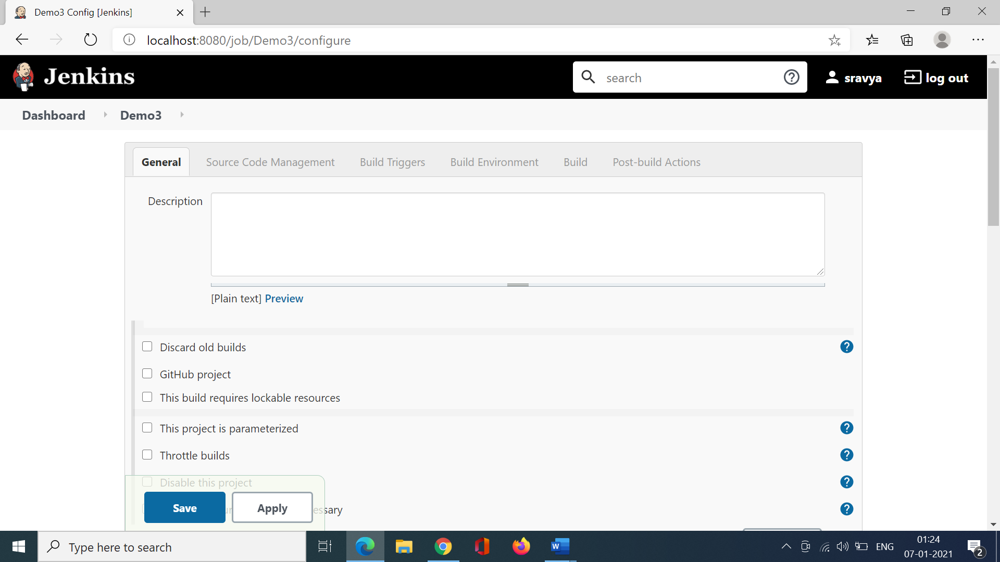 Demo3 Config [Jenkins]
localhost:8080/job/Demo3/configure
Jenkins
search
sravya
log out
Dashboard
Demo3
General
Source Code Management
Build Triggers
Build Environment
Build
Post-build Actions
Description
[Plain text] Preview
Discard old builds
GitHub project
This build requires lockable resources
This project is parameterized
Throttle builds
Disable this project
Save
Apply
essary
Type here to search
ENG
01:24
07-01-2021
2